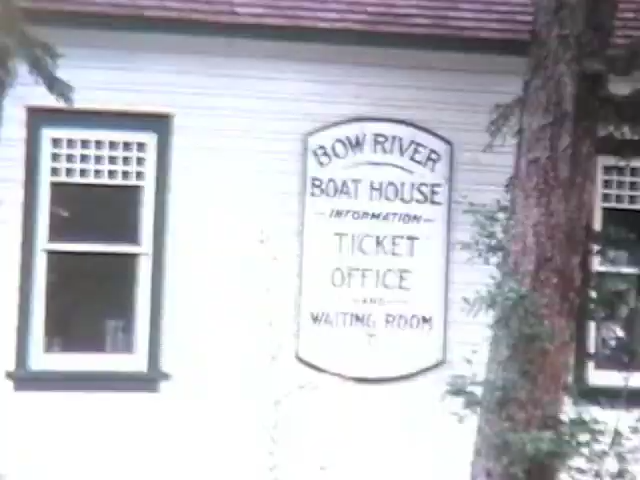 BOW RIVER
BOAT HOUSE
INFORMATION
TICKET
OFFICE
AND
WAITING ROOM